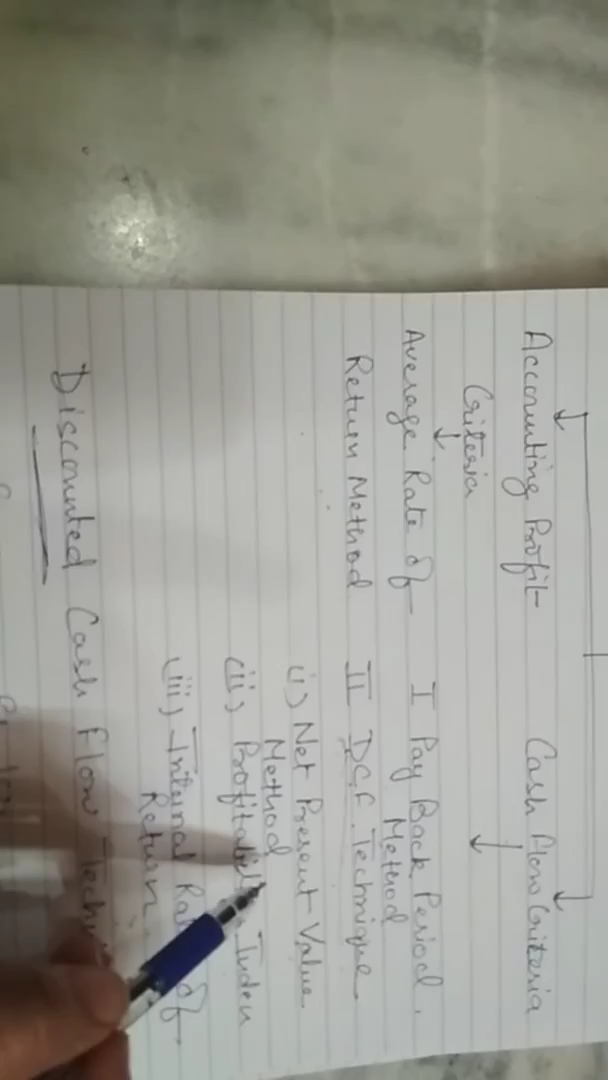 Accounting Profit Cash Flow Criteria
Criteria
Average Rate of I Pay Back Period.
Return Method Method
II DCF. Technique
(i) Net Present Value
Method
(ii) Profitability Index
(iii) Internal Rate of
Return
Discounted Cash Flow